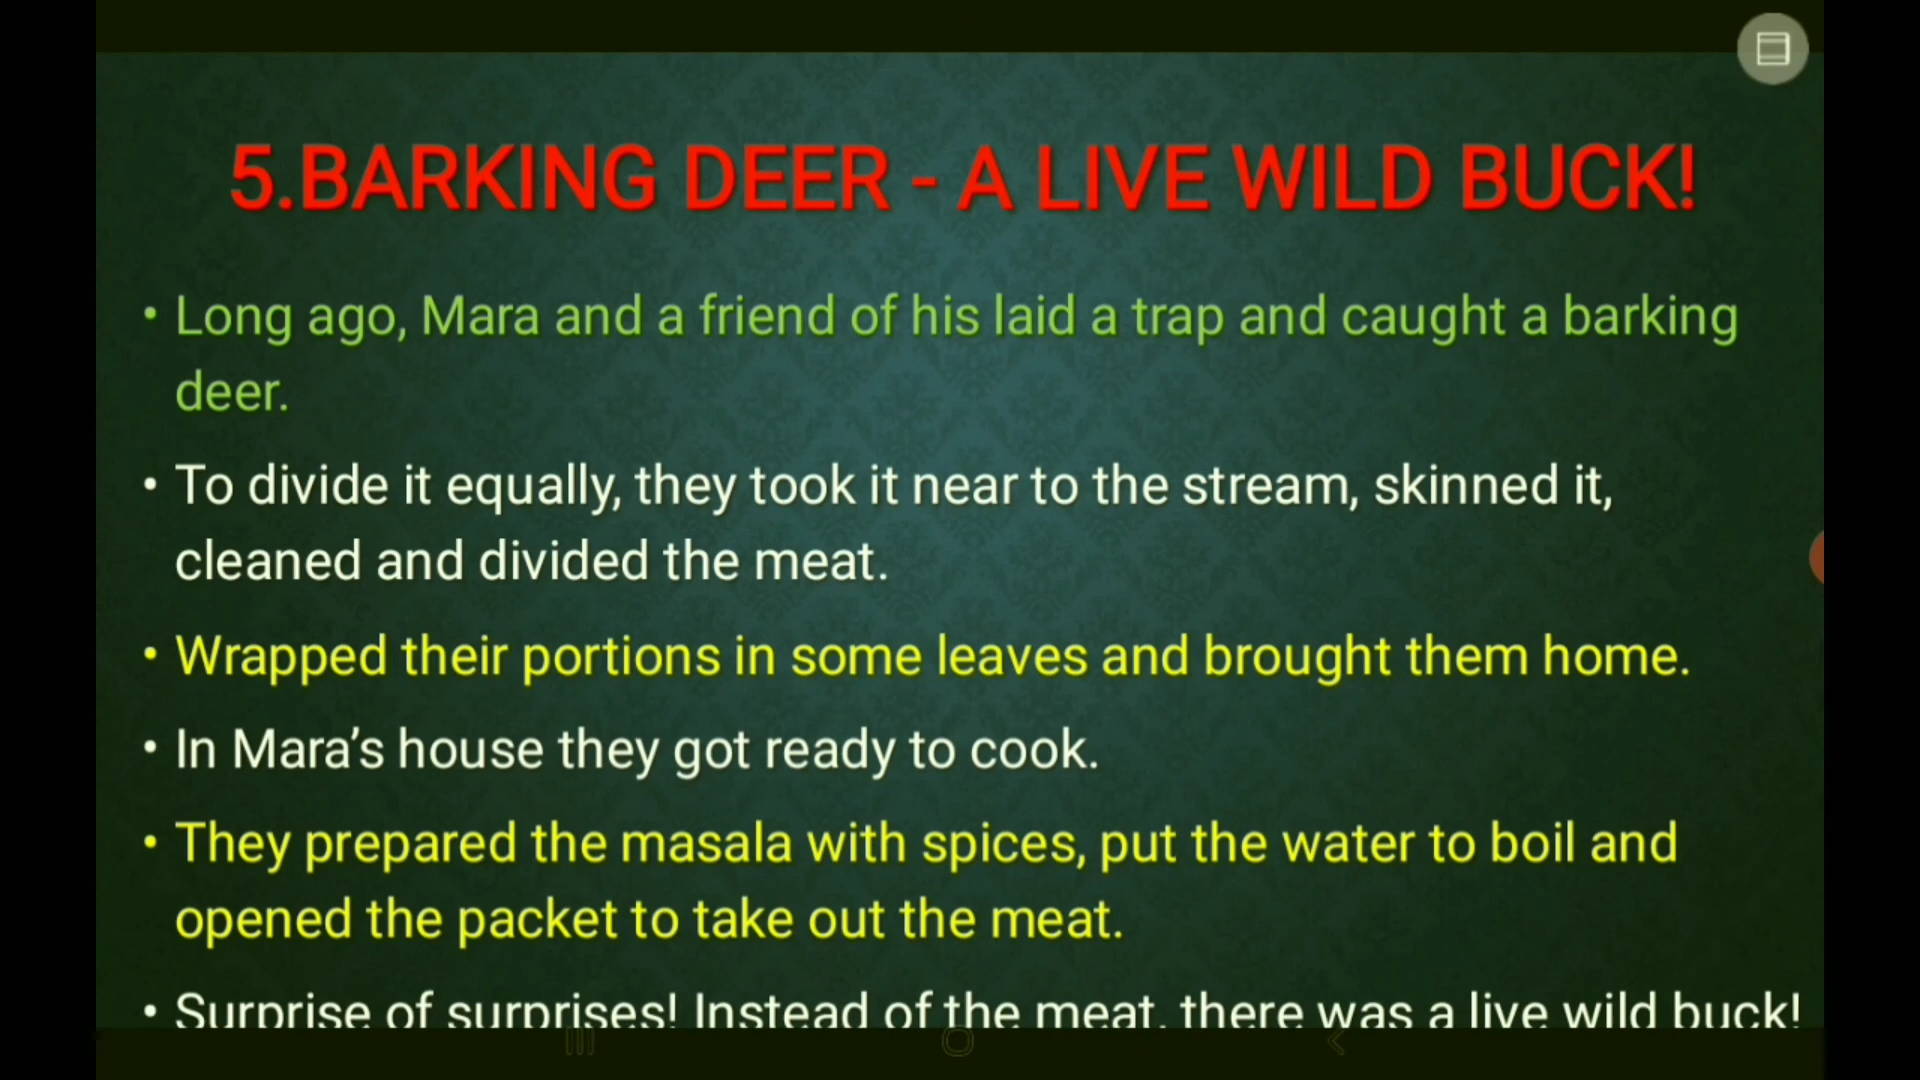 5.BARKING DEER - A LIVE WILD BUCK!
• Long ago, Mara and a friend of his laid a trap and caught a barking
deer.
• To divide it equally, they took it near to the stream, skinned it,
cleaned and divided the meat.
• Wrapped their portions in some leaves and brought them home.
• In Mara’s house they got ready to cook.
• They prepared the masala with spices, put the water to boil and
opened the packet to take out the meat.
• Surprise of surprises! Instead of the meat, there was a live wild buck!